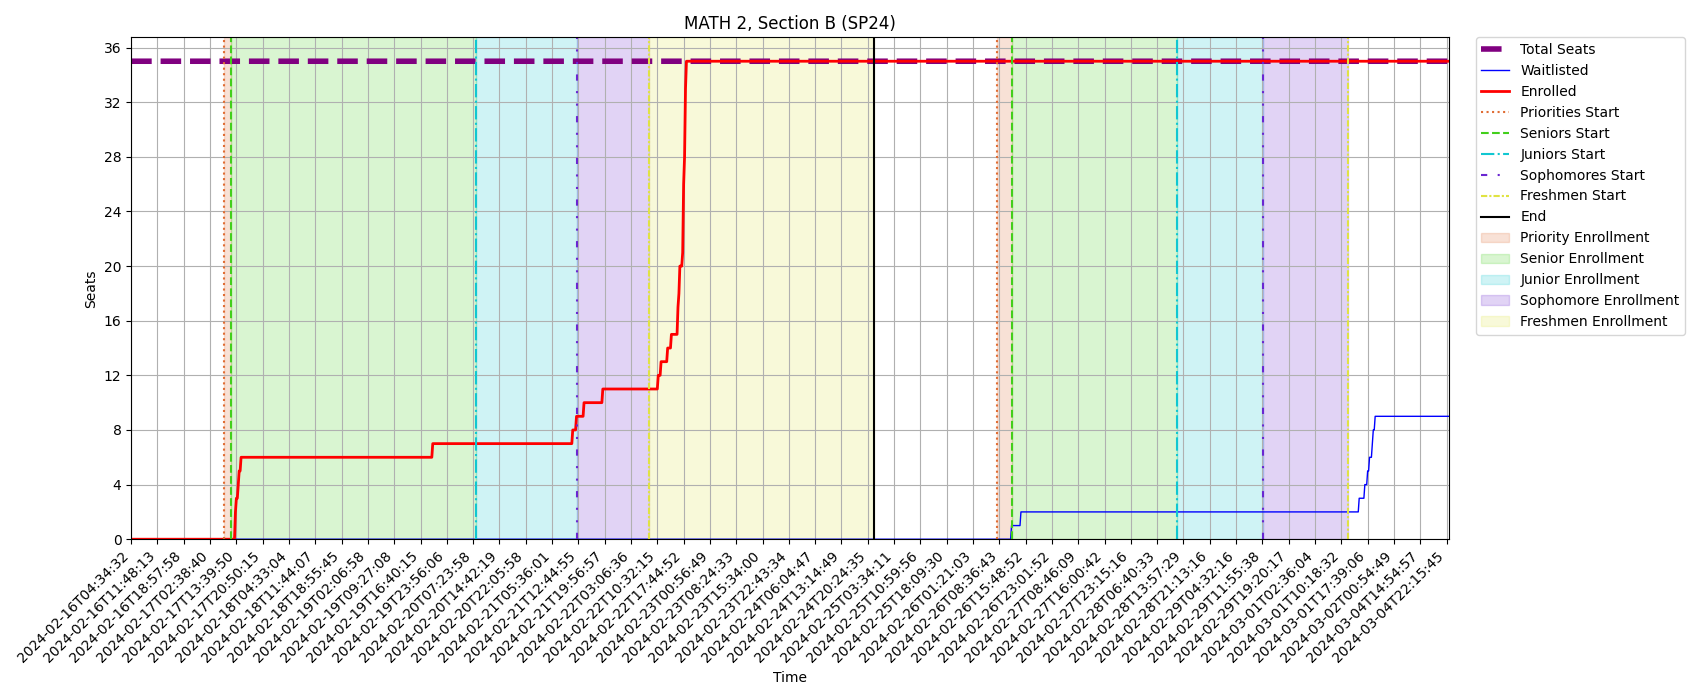 MATH 2, Section B (SP24)
36
32
28
24
20
16
12
8
4
0
Seats
2024-02-16T04:34:32
2024-02-16T11:48:13
2024-02-16T18:57:58
2024-02-17T02:38:40
2024-02-17T13:39:50
2024-02-17T20:50:15
2024-02-18T04:33:04
2024-02-18T11:44:07
2024-02-18T18:55:45
2024-02-19T02:06:58
2024-02-19T09:27:08
2024-02-19T16:40:15
2024-02-19T23:56:06
2024-02-20T07:23:58
2024-02-20T14:42:19
2024-02-20T22:05:58
2024-02-21T05:36:01
2024-02-21T12:44:55
2024-02-21T19:56:57
2024-02-22T03:06:36
2024-02-22T10:32:15
2024-02-22T17:44:52
2024-02-23T00:56:49
2024-02-23T08:24:33
2024-02-23T15:34:00
2024-02-23T22:43:34
2024-02-24T06:04:47
2024-02-24T13:14:49
2024-02-24T20:24:35
2024-02-25T03:34:11
2024-02-25T10:59:56
2024-02-25T18:09:30
2024-02-26T01:21:03
2024-02-26T08:36:43
2024-02-26T15:48:52
2024-02-26T23:01:52
2024-02-27T08:46:09
2024-02-27T16:00:42
2024-02-27T23:15:16
2024-02-28T06:40:33
2024-02-28T13:57:29
2024-02-28T21:13:16
2024-02-29T04:32:16
2024-02-29T11:55:38
2024-02-29T19:20:17
2024-03-01T02:36:04
2024-03-01T10:18:32
2024-03-01T17:39:06
2024-03-02T00:54:49
2024-03-04T14:54:57
2024-03-04T22:15:45
Time
Total Seats
Waitlisted
Enrolled
Priorities Start
Seniors Start
Juniors Start
Sophomores Start
Freshmen Start
End
Priority Enrollment
Senior Enrollment
Junior Enrollment
Sophomore Enrollment
Freshmen Enrollment